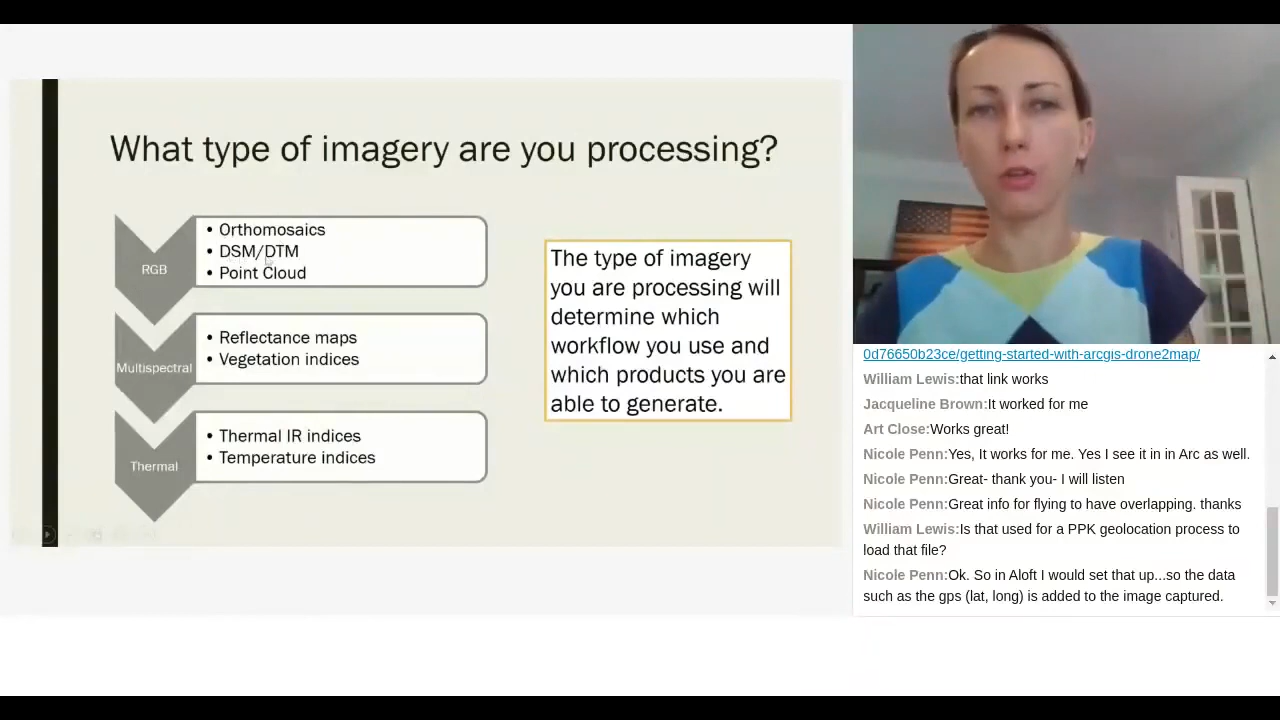 What type of imagery are you processing?
RGB
• Orthomosaics
• DSM/DTM
• Point Cloud
Multispectral
• Reflectance maps
• Vegetation indices
Thermal
• Thermal IR indices
• Temperature indices
The type of imagery
you are processing will
determine which
workflow you use and
which products you are
able to generate.
0d76650b23ce/getting-started-with-arcgis-drone2map/
William Lewis:that link works
Jacqueline Brown:It worked for me
Art Close:Works great!
Nicole Penn:Yes, It works for me. Yes I see it in in Arc as well.
Nicole Penn:Great- thank you- I will listen
Nicole Penn:Great info for flying to have overlapping. thanks
William Lewis:Is that used for a PPK geolocation process to
load that file?
Nicole Penn:Ok. So in Aloft I would set that up...so the data
such as the gps (lat, long) is added to the image captured.